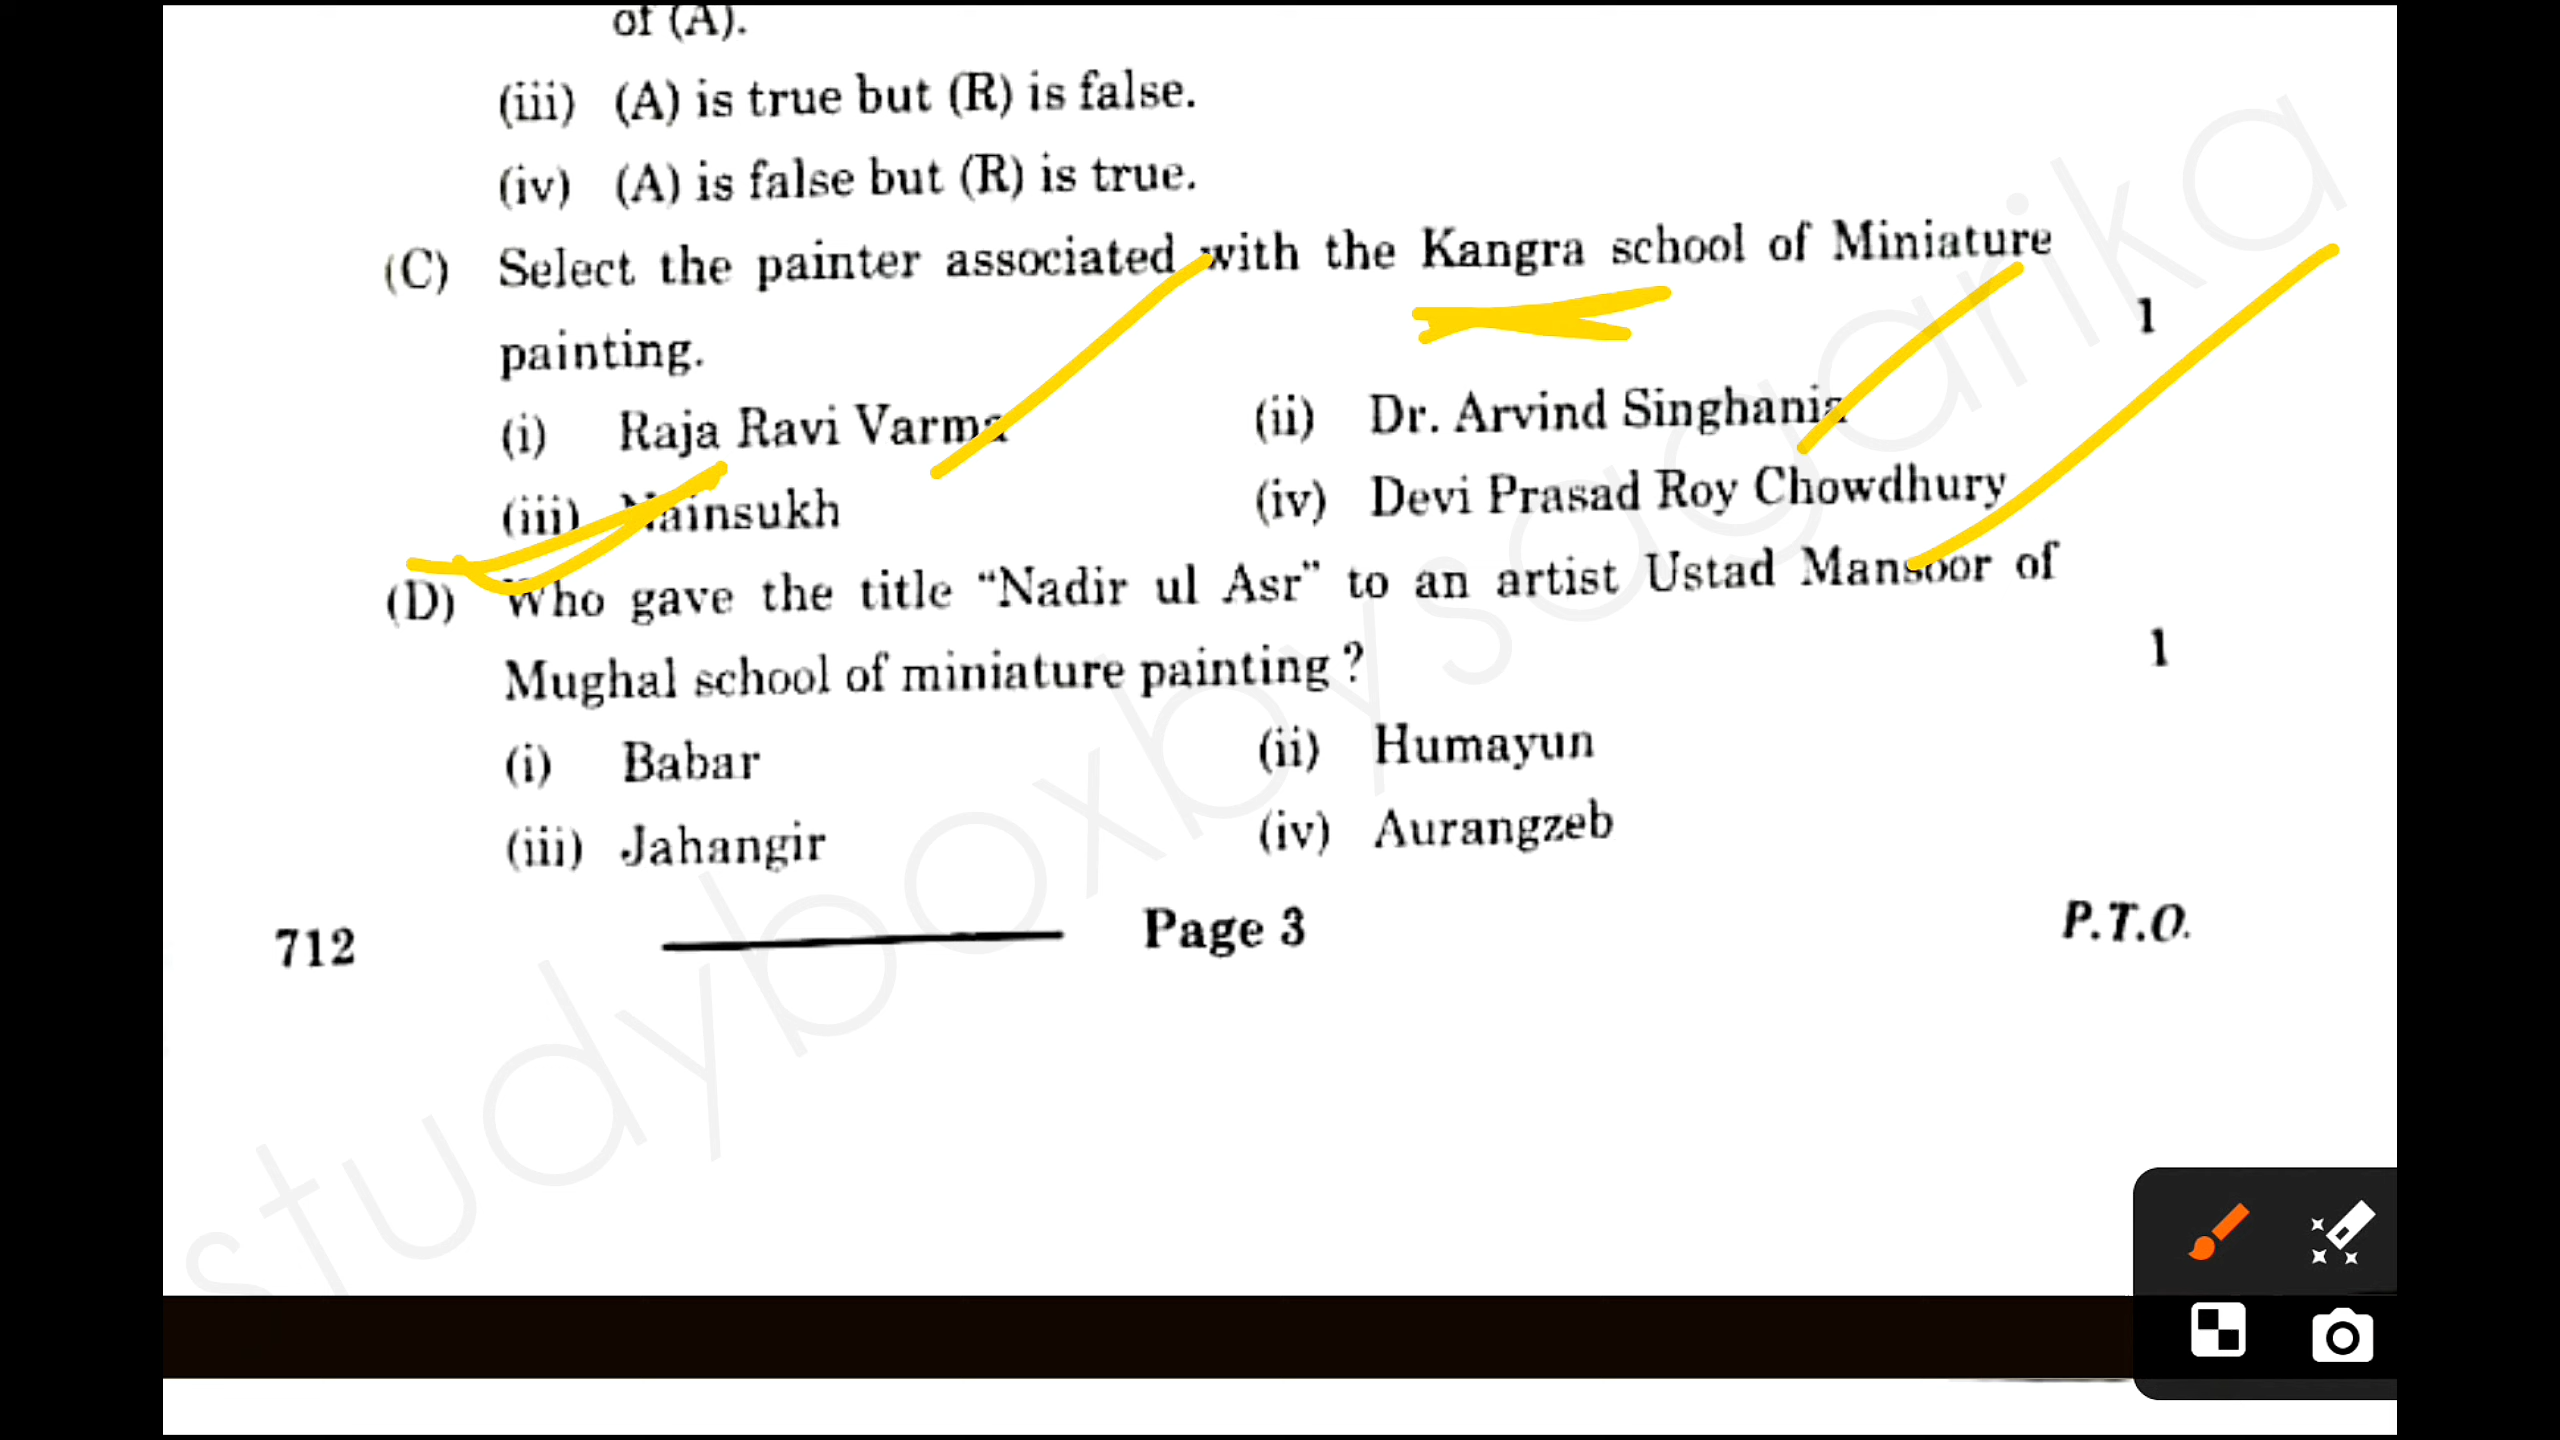 of (A).
(iii) (A) is true but (R) is false.
(iv) (A) is false but (R) is true.
(C) Select the painter associated with the Kangra school of Miniature
painting. 1
(i) Raja Ravi Varma (ii) Dr. Arvind Singhania
(iii) Nainsukh (iv) Devi Prasad Roy Chowdhury
(D) Who gave the title “Nadir ul Asr” to an artist Ustad Mansoor of
Mughal school of miniature painting ? 1
(i) Babar (ii) Humayun
(iii) Jahangir (iv) Aurangzeb
712 Page 3 P.T.O.
studyboxbysagarika